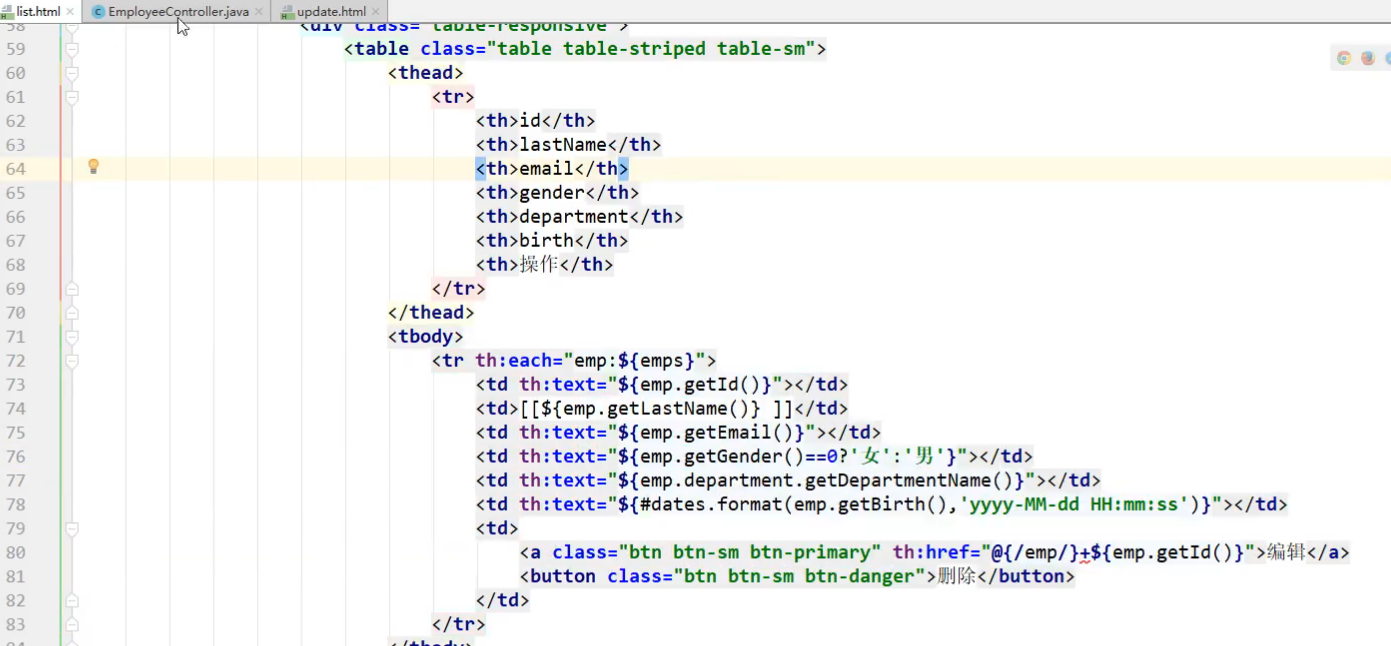 list.html EmployeeController.java update.html
58 <div class="table-responsive">
59 <table class="table table-striped table-sm">
60 <thead>
61 <tr>
62 <th>id</th>
63 <th>lastName</th>
64 <th>email</th>
65 <th>gender</th>
66 <th>department</th>
67 <th>birth</th>
68 <th>操作</th>
69 </tr>
70 </thead>
71 <tbody>
72 <tr th:each="emp:${emps}">
73 <td th:text="${emp.getId()}"></td>
74 <td>[[${emp.getLastName()} ]]</td>
75 <td th:text="${emp.getEmail()}"></td>
76 <td th:text="${emp.getGender()==0?'女':'男'}"></td>
77 <td th:text="${emp.department.getDepartmentName()}"></td>
78 <td th:text="${#dates.format(emp.getBirth(),'yyyy-MM-dd HH:mm:ss')}"></td>
79 <td>
80 <a class="btn btn-sm btn-primary" th:href="@{/emp/}+${emp.getId()}">编辑</a>
81 <button class="btn btn-sm btn-danger">删除</button>
82 </td>
83 </tr>
84 </tbody>